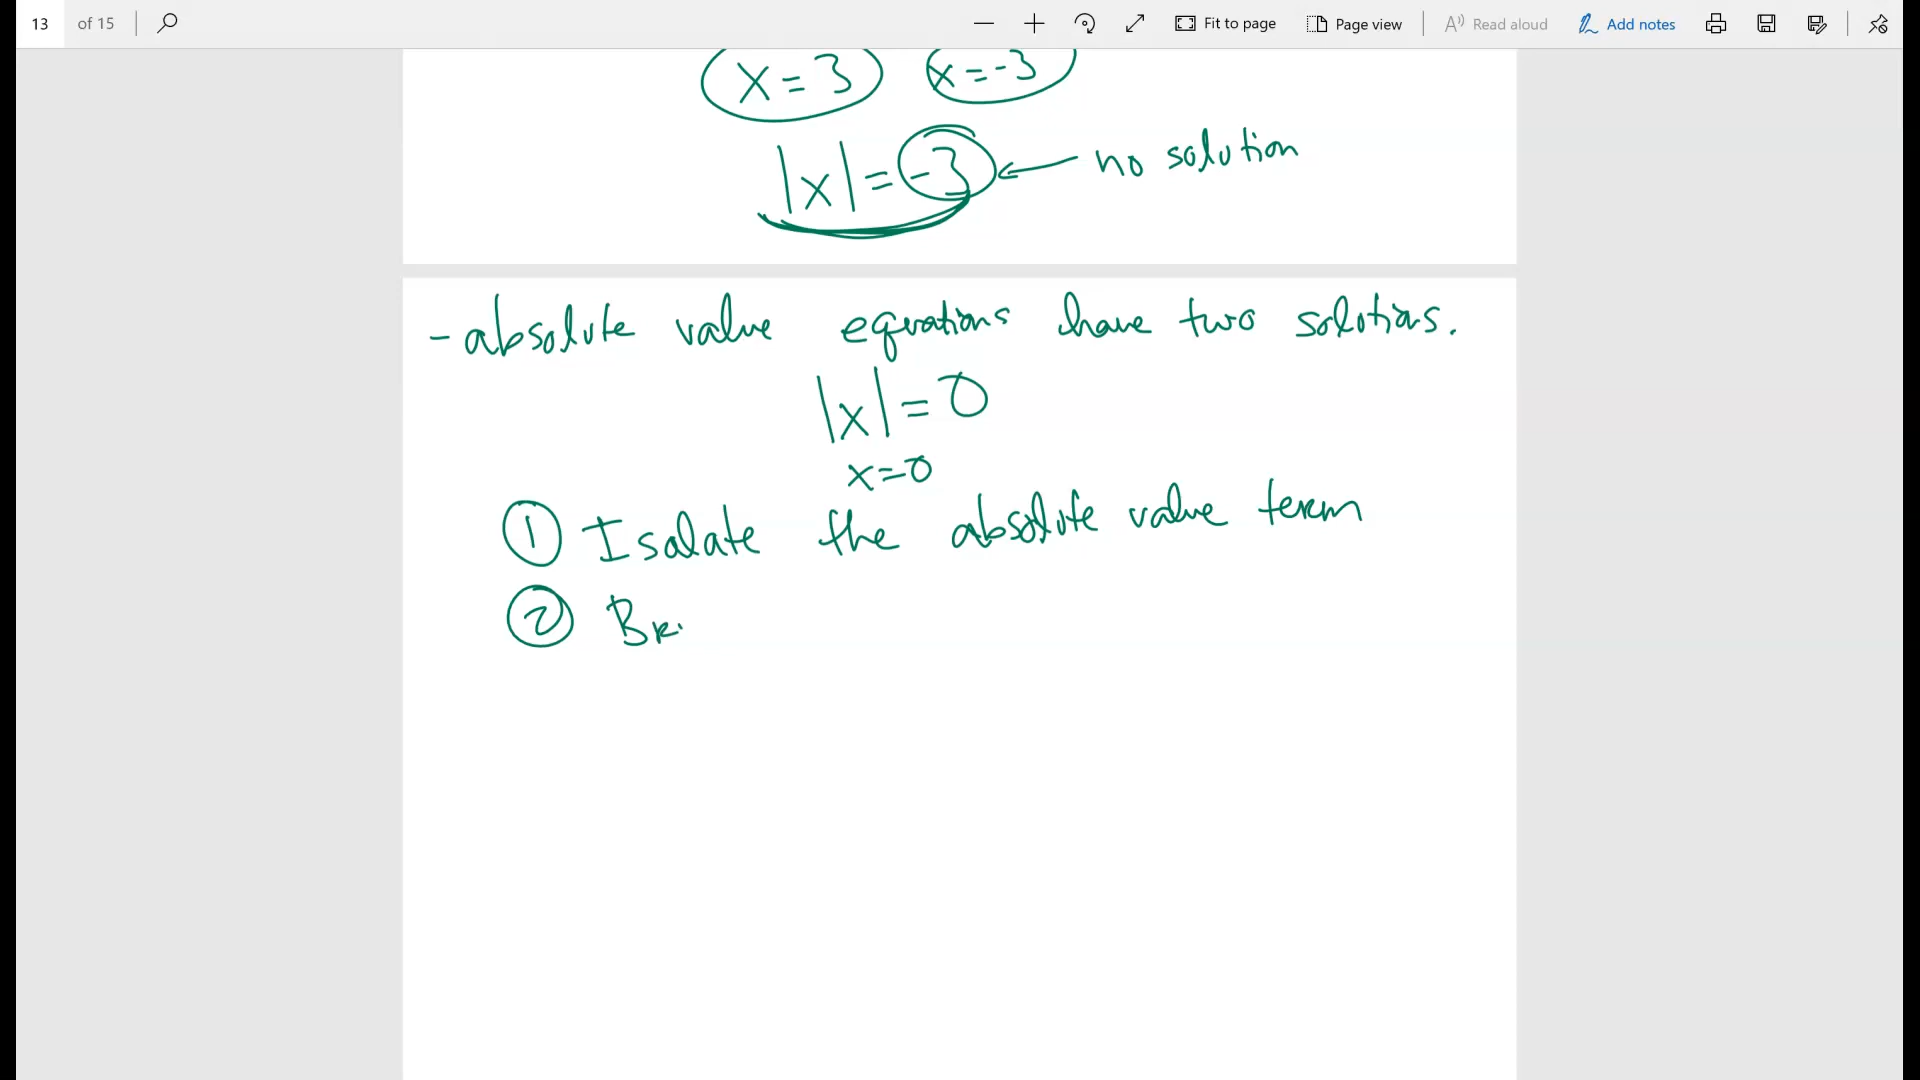 13 of 15 Fit to page Page view Read aloud Add notes
x = 3 x = -3
|x| = -3 ← no solution
- absolute value equations have two solutions.
|x| = 0
x = 0
① Isolate the absolute value term
② Bri